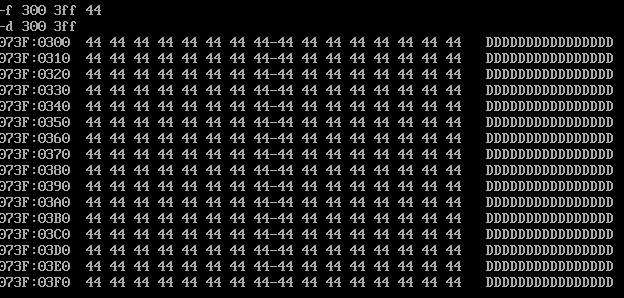 -f 300 3ff 44
-d 300 3ff
073F:0300 44 44 44 44 44 44 44 44-44 44 44 44 44 44 44 44 DDDDDDDDDDDDDDDD
073F:0310 44 44 44 44 44 44 44 44-44 44 44 44 44 44 44 44 DDDDDDDDDDDDDDDD
073F:0320 44 44 44 44 44 44 44 44-44 44 44 44 44 44 44 44 DDDDDDDDDDDDDDDD
073F:0330 44 44 44 44 44 44 44 44-44 44 44 44 44 44 44 44 DDDDDDDDDDDDDDDD
073F:0340 44 44 44 44 44 44 44 44-44 44 44 44 44 44 44 44 DDDDDDDDDDDDDDDD
073F:0350 44 44 44 44 44 44 44 44-44 44 44 44 44 44 44 44 DDDDDDDDDDDDDDDD
073F:0360 44 44 44 44 44 44 44 44-44 44 44 44 44 44 44 44 DDDDDDDDDDDDDDDD
073F:0370 44 44 44 44 44 44 44 44-44 44 44 44 44 44 44 44 DDDDDDDDDDDDDDDD
073F:0380 44 44 44 44 44 44 44 44-44 44 44 44 44 44 44 44 DDDDDDDDDDDDDDDD
073F:0390 44 44 44 44 44 44 44 44-44 44 44 44 44 44 44 44 DDDDDDDDDDDDDDDD
073F:03A0 44 44 44 44 44 44 44 44-44 44 44 44 44 44 44 44 DDDDDDDDDDDDDDDD
073F:03B0 44 44 44 44 44 44 44 44-44 44 44 44 44 44 44 44 DDDDDDDDDDDDDDDD
073F:03C0 44 44 44 44 44 44 44 44-44 44 44 44 44 44 44 44 DDDDDDDDDDDDDDDD
073F:03D0 44 44 44 44 44 44 44 44-44 44 44 44 44 44 44 44 DDDDDDDDDDDDDDDD
073F:03E0 44 44 44 44 44 44 44 44-44 44 44 44 44 44 44 44 DDDDDDDDDDDDDDDD
073F:03F0 44 44 44 44 44 44 44 44-44 44 44 44 44 44 44 44 DDDDDDDDDDDDDDDD